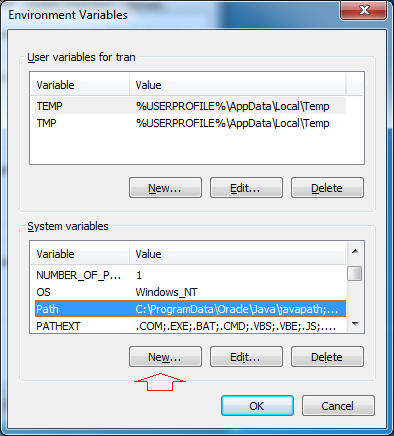 Environment Variables
User variables for tran
Variable Value
TEMP %USERPROFILE%\AppData\Local\Temp
TMP %USERPROFILE%\AppData\Local\Temp
New... Edit... Delete
System variables
Variable Value
NUMBER_OF_P... 1
OS Windows_NT
Path C:\ProgramData\Oracle\Java\javapath;...
PATHEXT .COM;.EXE;.BAT;.CMD;.VBS;.VBE;.JS;....
New... Edit... Delete
OK Cancel